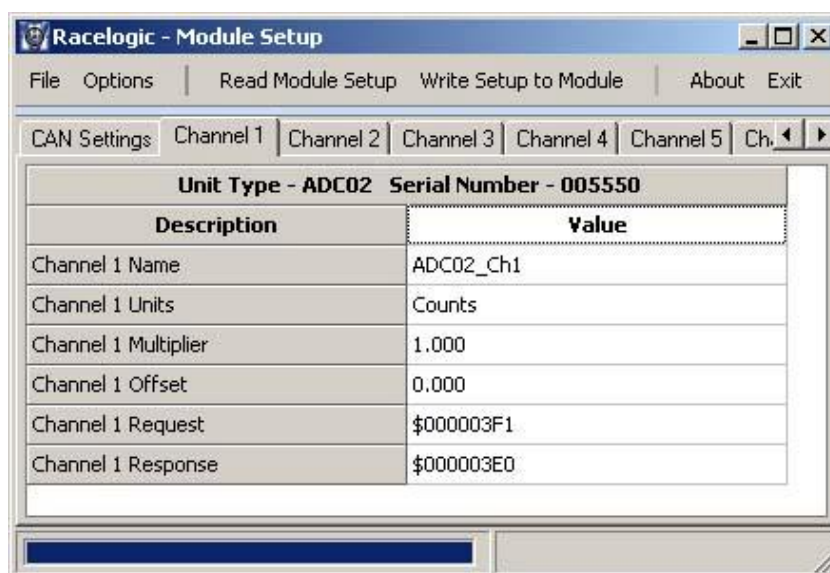 Racelogic - Module Setup
File Options Read Module Setup Write Setup to Module About Exit
CAN Settings Channel 1 Channel 2 Channel 3 Channel 4 Channel 5
Unit Type - ADC02 Serial Number - 005550
Description Value
Channel 1 Name ADC02_Ch1
Channel 1 Units Counts
Channel 1 Multiplier 1.000
Channel 1 Offset 0.000
Channel 1 Request $000003F1
Channel 1 Response $000003E0